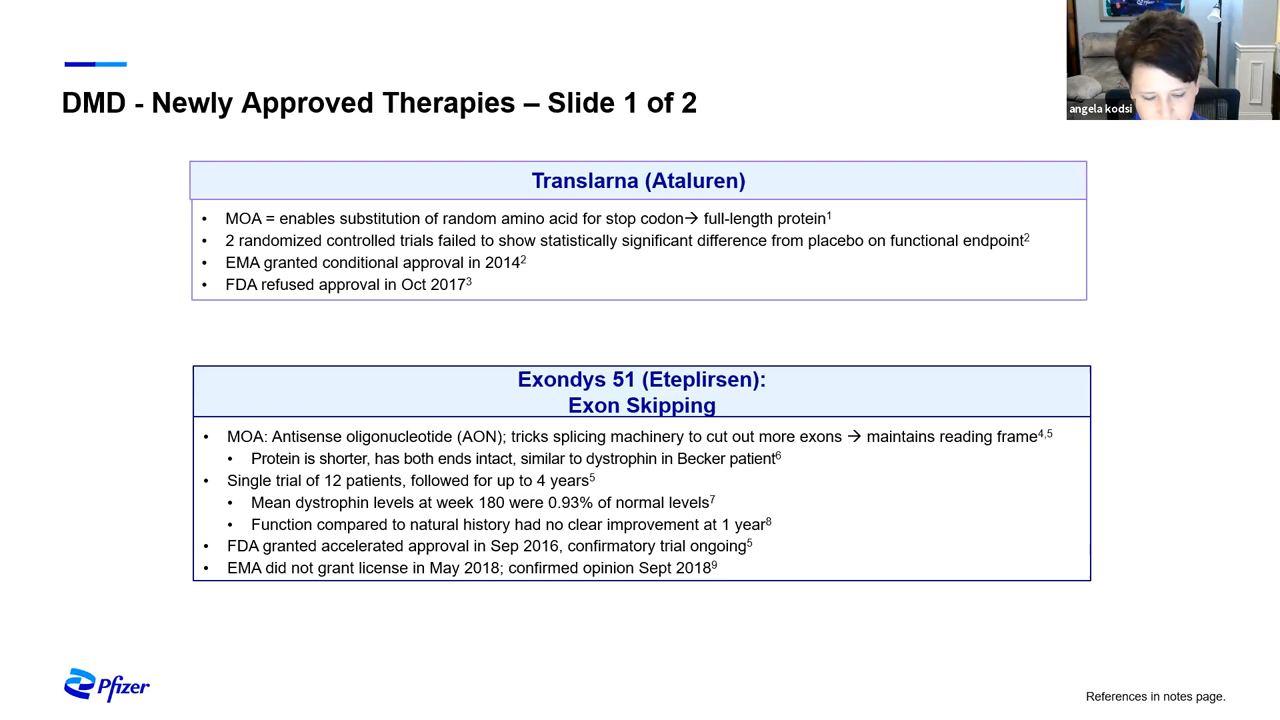 DMD - Newly Approved Therapies – Slide 1 of 2
angela kodsi
Translarna (Ataluren)
• MOA = enables substitution of random amino acid for stop codon→ full-length protein¹
• 2 randomized controlled trials failed to show statistically significant difference from placebo on functional endpoint²
• EMA granted conditional approval in 2014²
• FDA refused approval in Oct 2017³
Exondys 51 (Eteplirsen):
Exon Skipping
• MOA: Antisense oligonucleotide (AON); tricks splicing machinery to cut out more exons → maintains reading frame⁴,⁵
• Protein is shorter, has both ends intact, similar to dystrophin in Becker patient⁶
• Single trial of 12 patients, followed for up to 4 years⁵
• Mean dystrophin levels at week 180 were 0.93% of normal levels⁷
• Function compared to natural history had no clear improvement at 1 year⁸
• FDA granted accelerated approval in Sep 2016, confirmatory trial ongoing⁵
• EMA did not grant license in May 2018; confirmed opinion Sept 2018⁹
Pfizer
References in notes page.